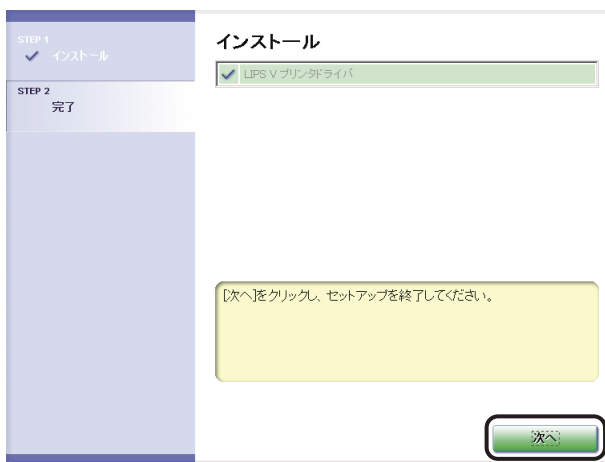 STEP 1
インストール
STEP 2
完了
インストール
LIPS V プリンタドライバ
[次へ]をクリックし、セットアップを終了してください。
次へ